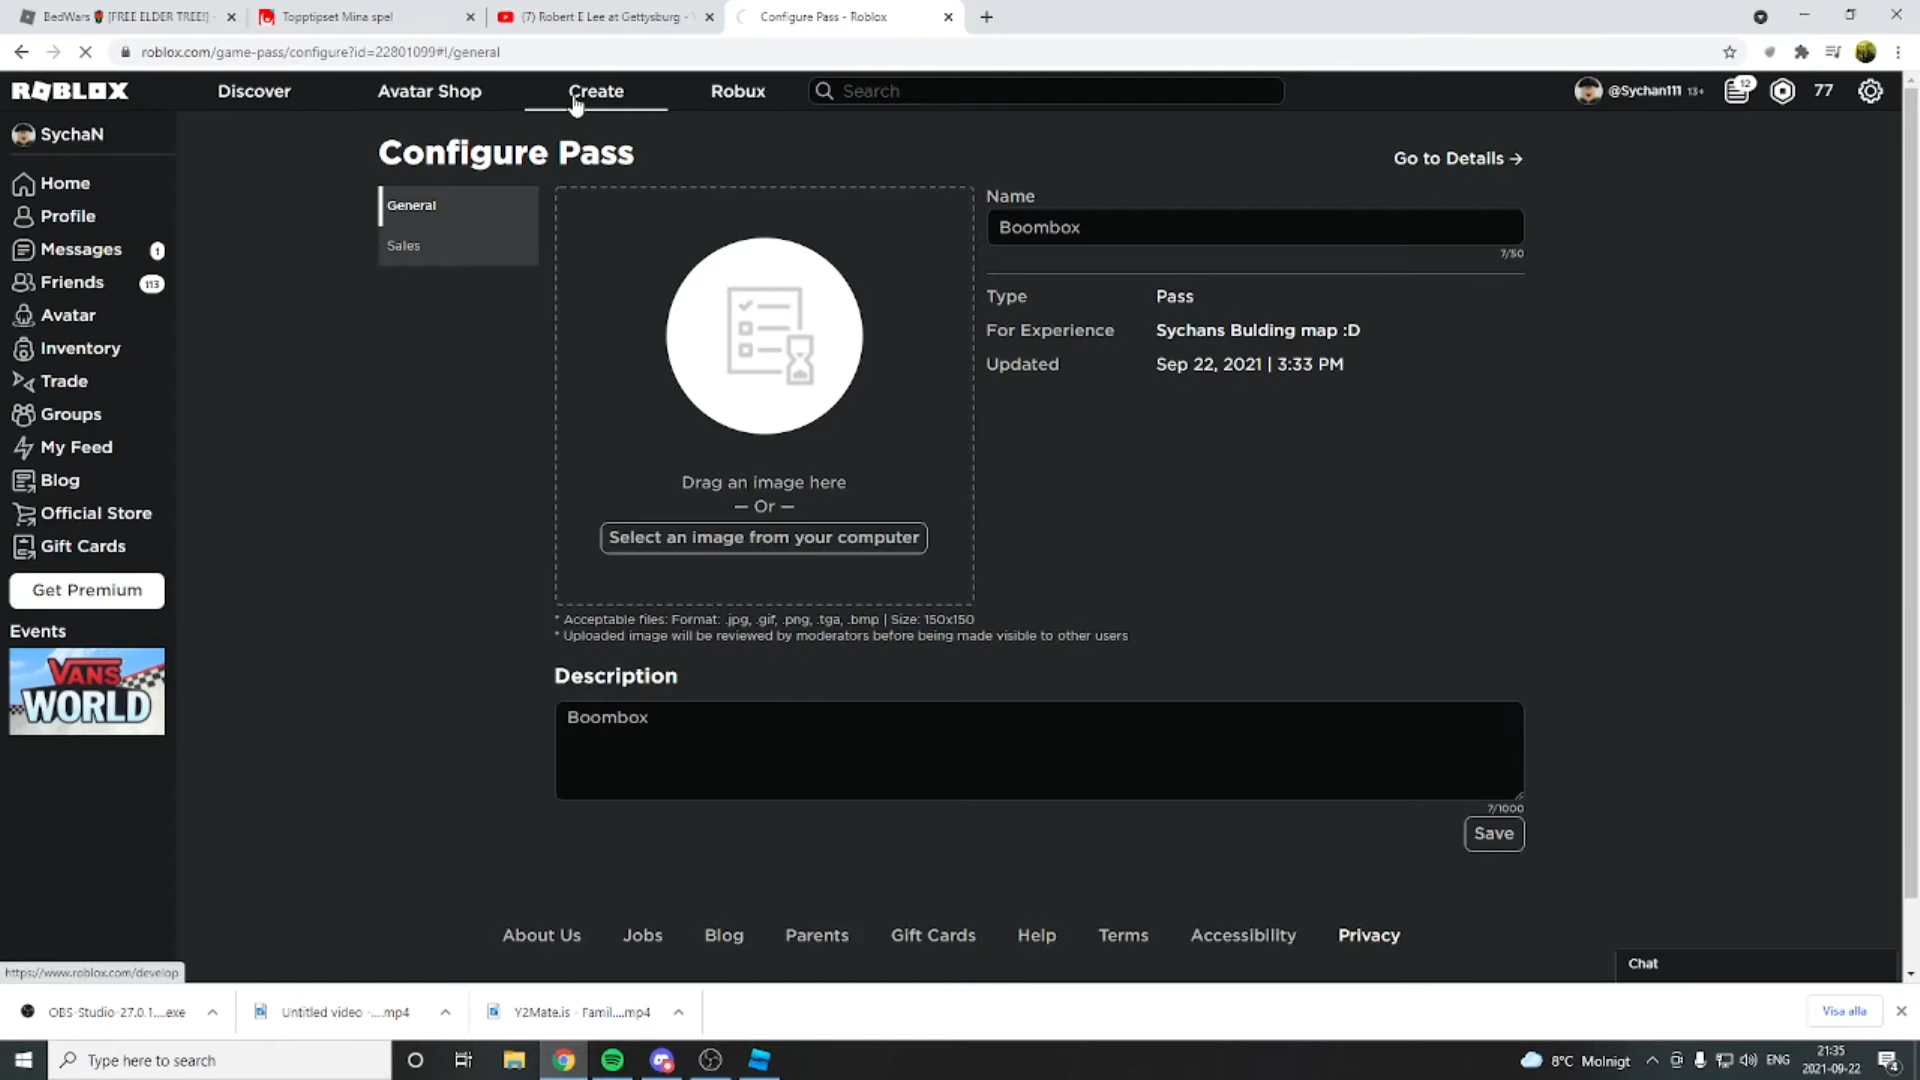 BedWars [FREE ELDER TREE!] -
Topptipset Mina spel
(7) Robert E Lee at Gettysburg -
Configure Pass - Roblox
roblox.com/game-pass/configure?id=22801099#!/general
ROBLOX
Discover
Avatar Shop
Create
Robux
Search
@Sychan111 13+
12
77
SychaN
Home
Profile
Messages 1
Friends 113
Avatar
Inventory
Trade
Groups
My Feed
Blog
Official Store
Gift Cards
Get Premium
Events
VANS
WORLD
Configure Pass
Go to Details →
General
Sales
Drag an image here
— Or —
Select an image from your computer
* Acceptable files: Format: .jpg, .gif, .png, .tga, .bmp | Size: 150x150
* Uploaded image will be reviewed by moderators before being made visible to other users
Name
Boombox
7/50
Type Pass
For Experience Sychans Bulding map :D
Updated Sep 22, 2021 | 3:33 PM
Description
Boombox
7/1000
Save
About Us
Jobs
Blog
Parents
Gift Cards
Help
Terms
Accessibility
Privacy
Chat
https://www.roblox.com/develop
OBS-Studio-27.0.1....exe
Untitled video -....mp4
Y2Mate.is - Famil....mp4
Visa alla
Type here to search
8°C Molnigt
ENG
21:35
2021-09-22
4